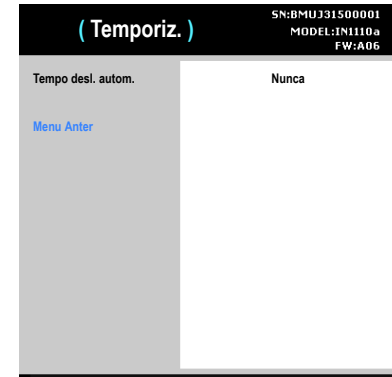 ( Temporiz. )
SN:BMUJ31500001
MODEL:IN1110a
FW:A06
Tempo desl. autom. Nunca
Menu Anter